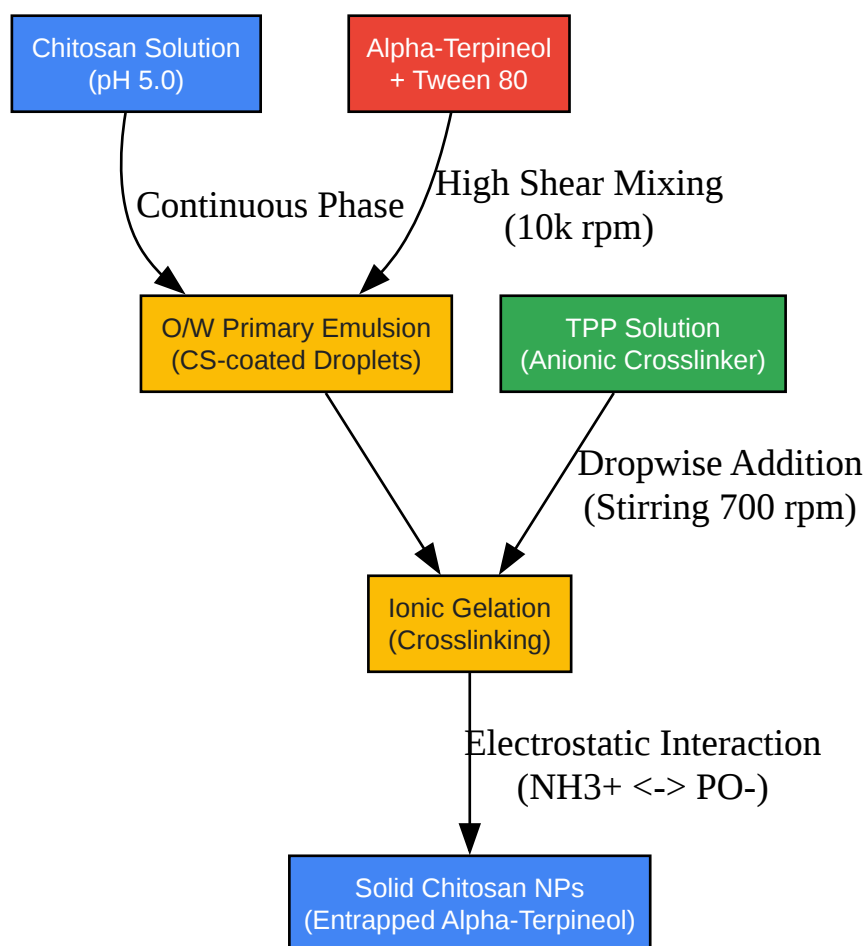 Chitosan Solution
(pH 5.0)
Alpha-Terpineol
+ Tween 80
Continuous Phase
High Shear Mixing
(10k rpm)
O/W Primary Emulsion
(CS-coated Droplets)
TPP Solution
(Anionic Crosslinker)
Dropwise Addition
(Stirring 700 rpm)
Ionic Gelation
(Crosslinking)
Electrostatic Interaction
(NH3+ <-> PO-)
Solid Chitosan NPs
(Entrapped Alpha-Terpineol)